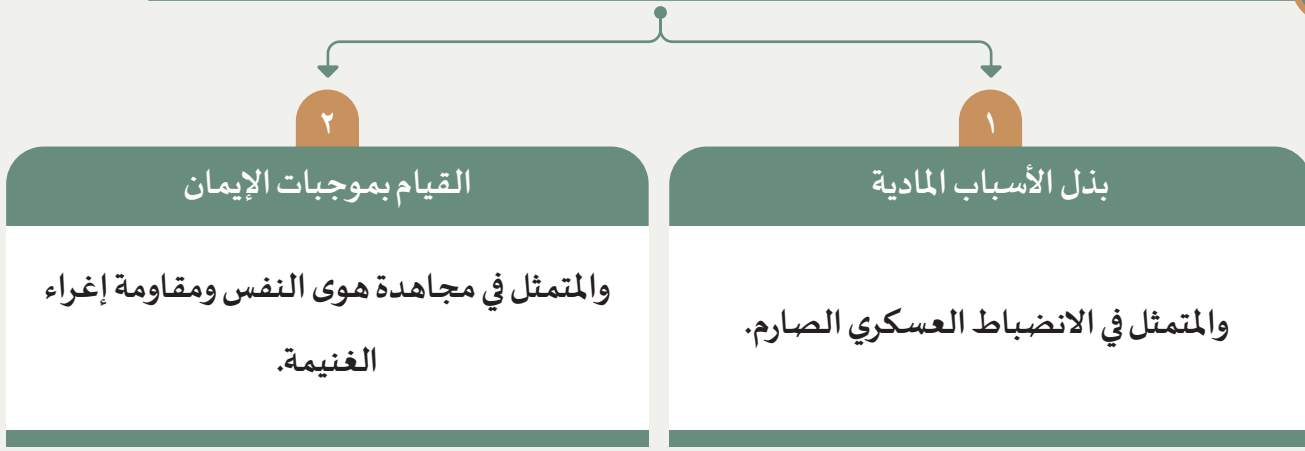 ١
بذل الأسباب المادية
والمتمثل في الانضباط العسكري الصارم.
٢
القيام بموجبات الإيمان
والمتمثل في مجاهدة هوى النفس ومقاومة إغراء
الغنيمة.